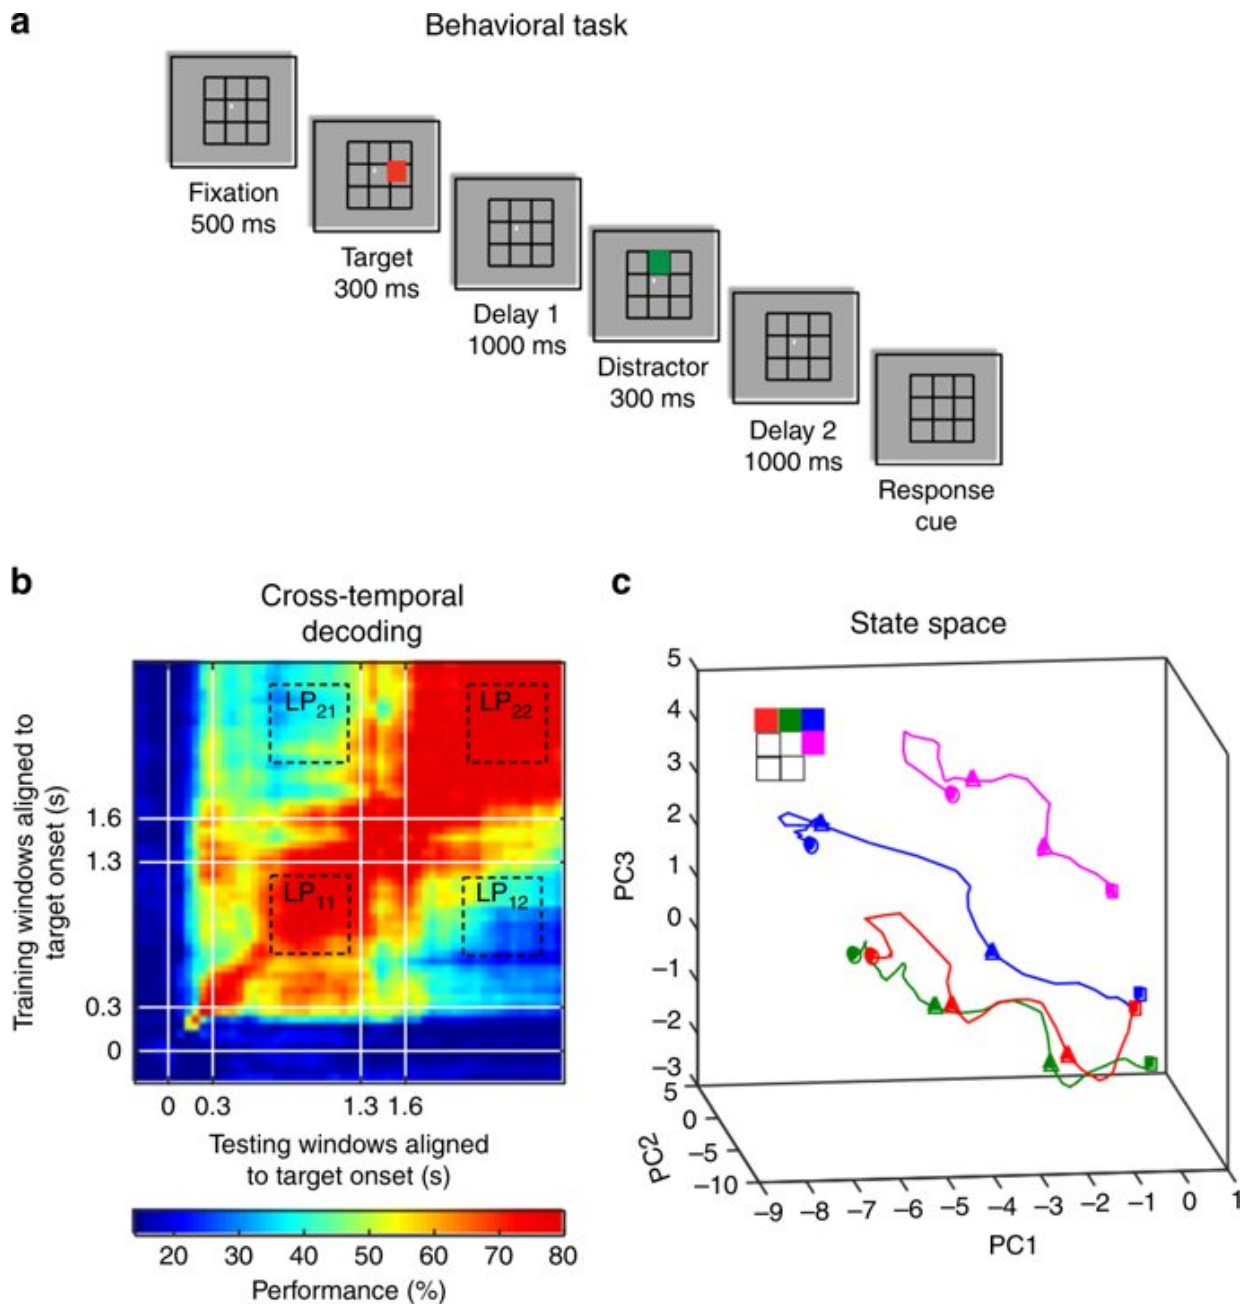 a
Behavioral task
Fixation
500 ms
Target
300 ms
Delay 1
1000 ms
Distractor
300 ms
Delay 2
1000 ms
Response
cue
b
Cross-temporal
decoding
LP21
LP22
LP11
LP12
Training windows aligned to
target onset (s)
1.6
1.3
0.3
0
0 0.3 1.3 1.6
Testing windows aligned
to target onset (s)
20 30 40 50 60 70 80
Performance (%)
c
State space
5
4
3
2
1
0
−1
−2
−3
PC3
5
0
−5
−10
PC2
−9 −8 −7 −6 −5 −4 −3 −2 −1 0 1
PC1